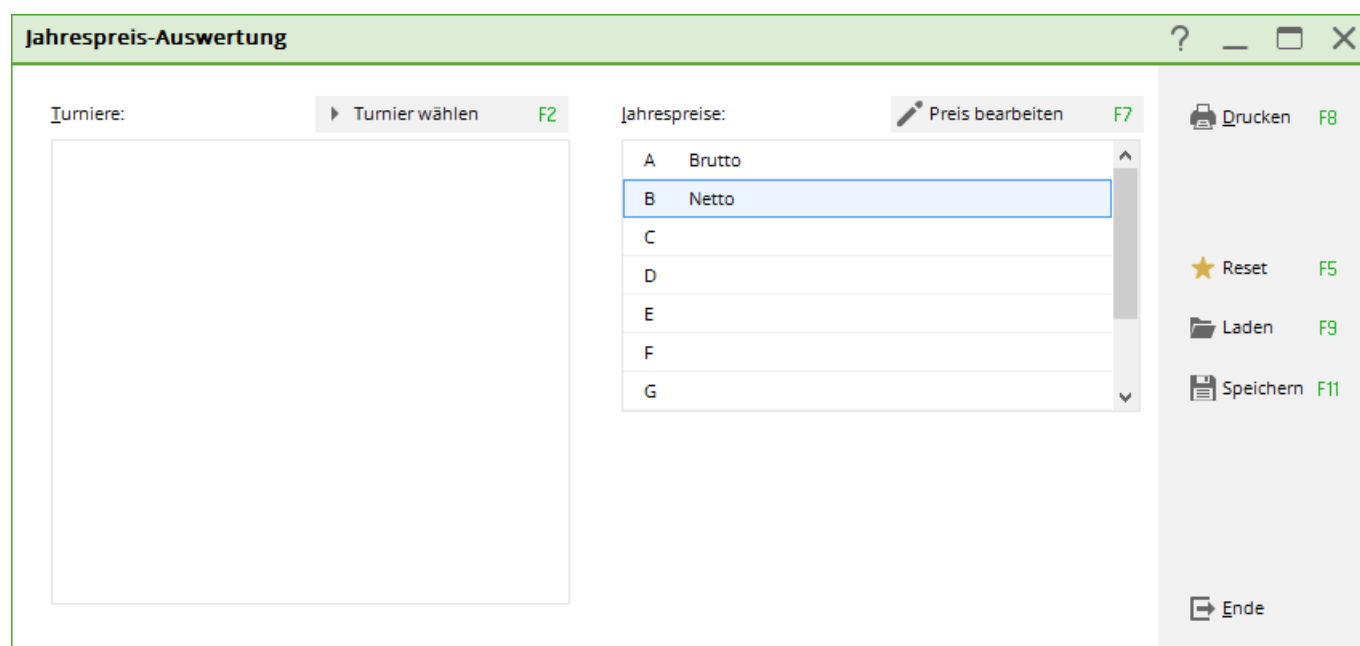 Jahrespreis-Auswertung ?
Turniere:
Turnier wählen F2
Jahrespreise:
Preis bearbeiten F7
A Brutto
B Netto
C
D
E
F
G
Drucken F8
Reset F5
Laden F9
Speichern F11
Ende